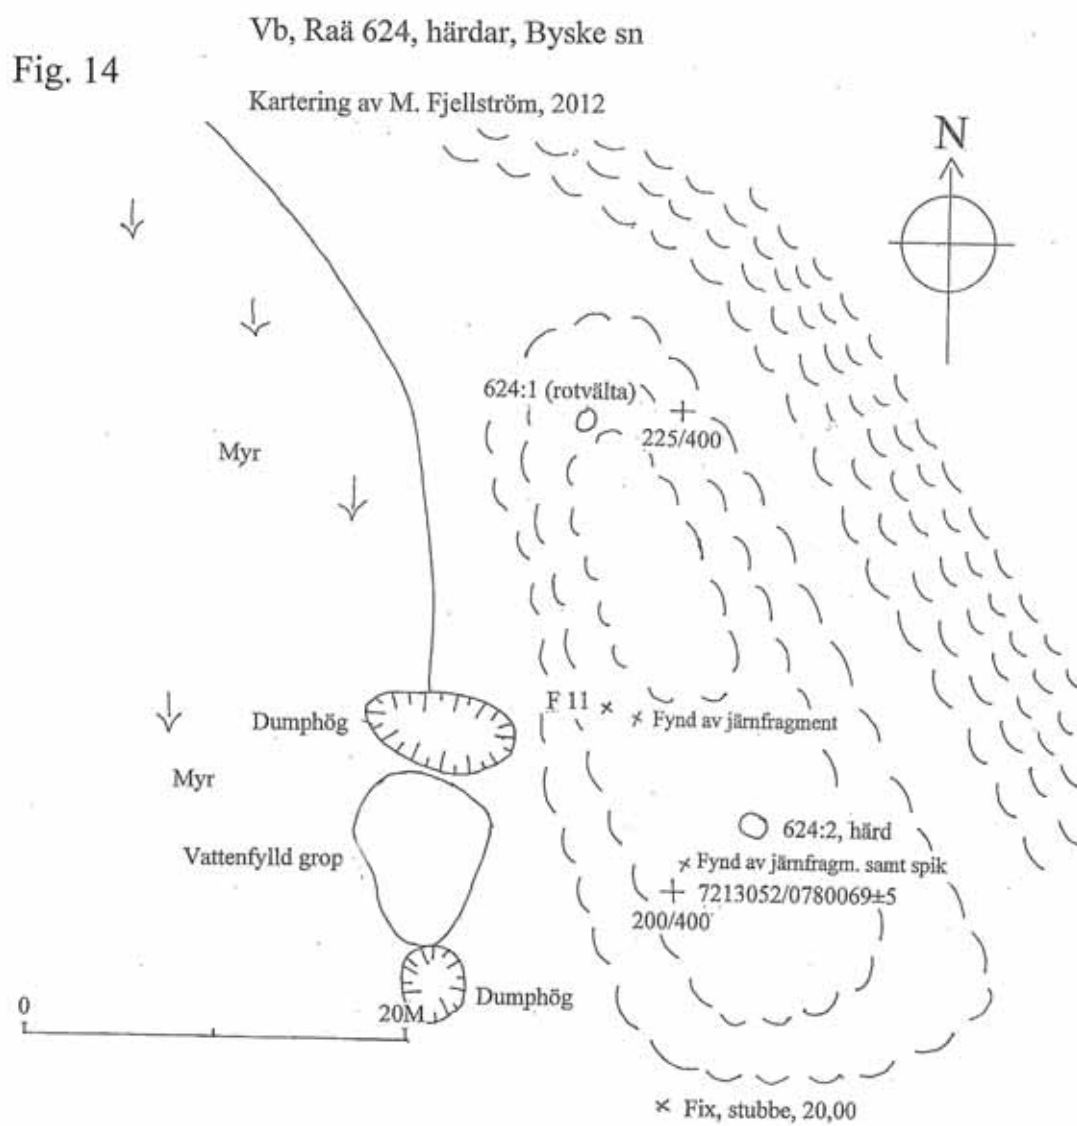 Vb, Raä 624, härdar, Byske sn
Fig. 14
Kartering av M. Fjellström, 2012
N
624:1 (rotvälta)
225/400
Myr
F 11
Fynd av järnfragment
Dumphög
Myr
624:2, härd
Vattenfylld grop
Fynd av järnfragm. samt spik
7213052/0780069±5
200/400
Dumphög
0
20M
Fix, stubbe, 20,00